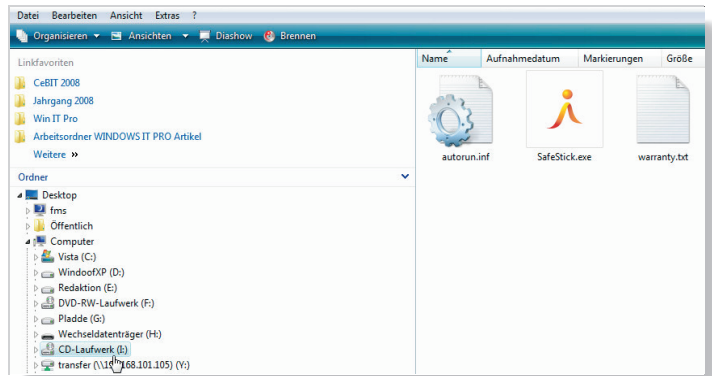 Datei Bearbeiten Ansicht Extras ?
Organisieren Ansichten Diashow Brennen
Linkfavoriten
CeBIT 2008
Jahrgang 2008
Win IT Pro
Arbeitsordner WINDOWS IT PRO Artikel
Weitere »
Ordner
Desktop
fms
Öffentlich
Computer
Vista (C:)
WindoofXP (D:)
Redaktion (E:)
DVD-RW-Laufwerk (F:)
Pladde (G:)
Wechseldatenträger (H:)
CD-Laufwerk (I:)
transfer (\\192.168.101.105) (Y:)
Name Aufnahmedatum Markierungen Größe
autorun.inf SafeStick.exe warranty.txt